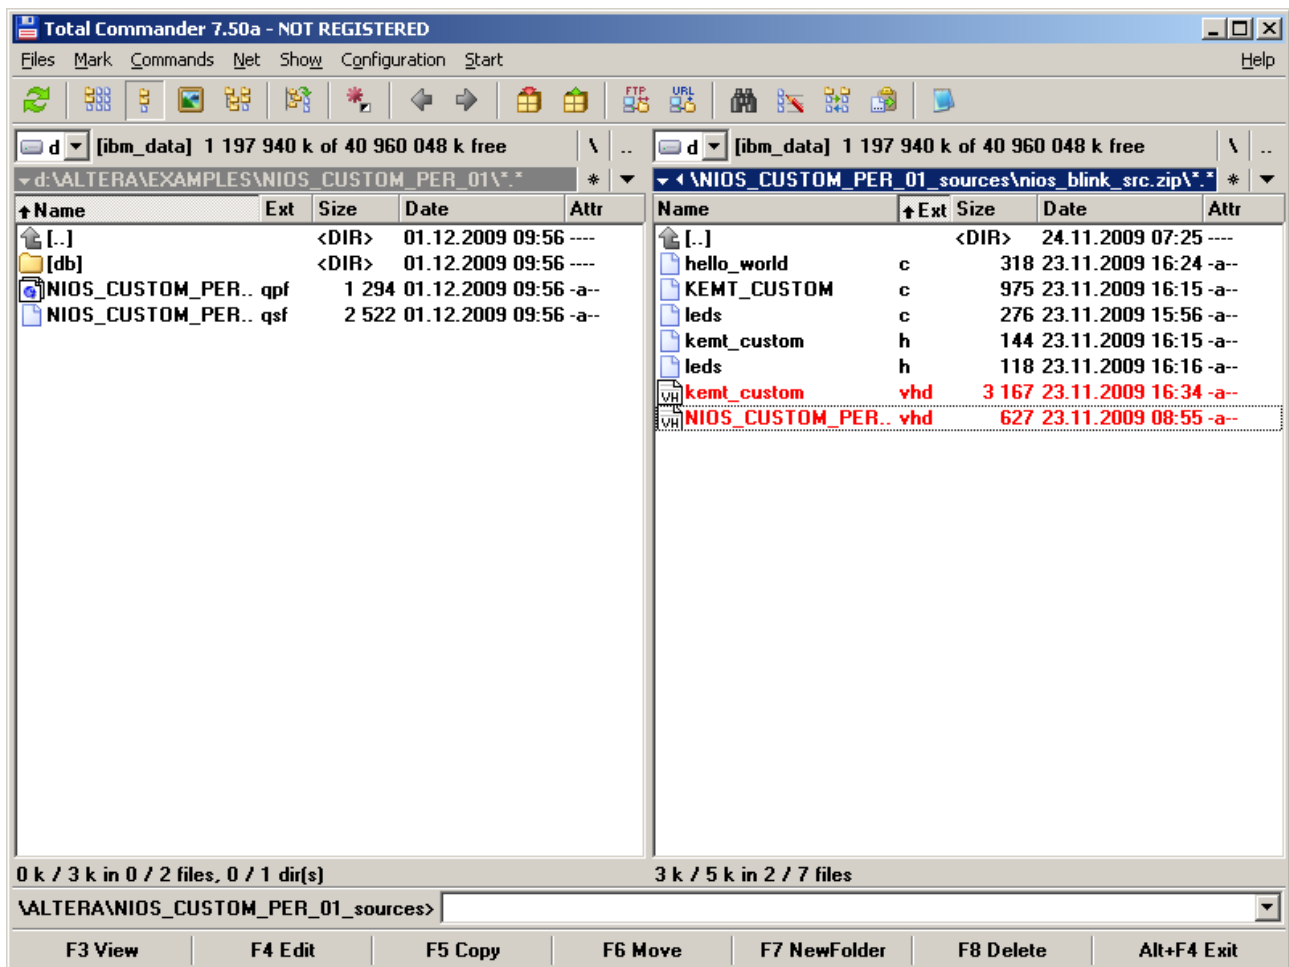 Total Commander 7.50a - NOT REGISTERED
Files Mark Commands Net Show Configuration Start Help
FTP URL
d [ibm_data] 1 197 940 k of 40 960 048 k free \ .. d [ibm_data] 1 197 940 k of 40 960 048 k free \ ..
d:\ALTERA\EXAMPLES\NIOS_CUSTOM_PER_01\*.* * \NIOS_CUSTOM_PER_01_sources\nios_blink_src.zip\*.* *
Name Ext Size Date Attr Name Ext Size Date Attr
[..] <DIR> 01.12.2009 09:56 ---- [..] <DIR> 24.11.2009 07:25 ----
[db] <DIR> 01.12.2009 09:56 ---- hello_world c 318 23.11.2009 16:24 -a--
NIOS_CUSTOM_PER.. qpf 1 294 01.12.2009 09:56 -a-- KEMT_CUSTOM c 975 23.11.2009 16:15 -a--
NIOS_CUSTOM_PER.. qsf 2 522 01.12.2009 09:56 -a-- leds c 276 23.11.2009 15:56 -a--
kemt_custom h 144 23.11.2009 16:15 -a--
leds h 118 23.11.2009 16:16 -a--
VH kemt_custom vhd 3 167 23.11.2009 16:34 -a--
VH NIOS_CUSTOM_PER.. vhd 627 23.11.2009 08:55 -a--
0 k / 3 k in 0 / 2 files, 0 / 1 dir(s) 3 k / 5 k in 2 / 7 files
\ALTERA\NIOS_CUSTOM_PER_01_sources>
F3 View F4 Edit F5 Copy F6 Move F7 NewFolder F8 Delete Alt+F4 Exit